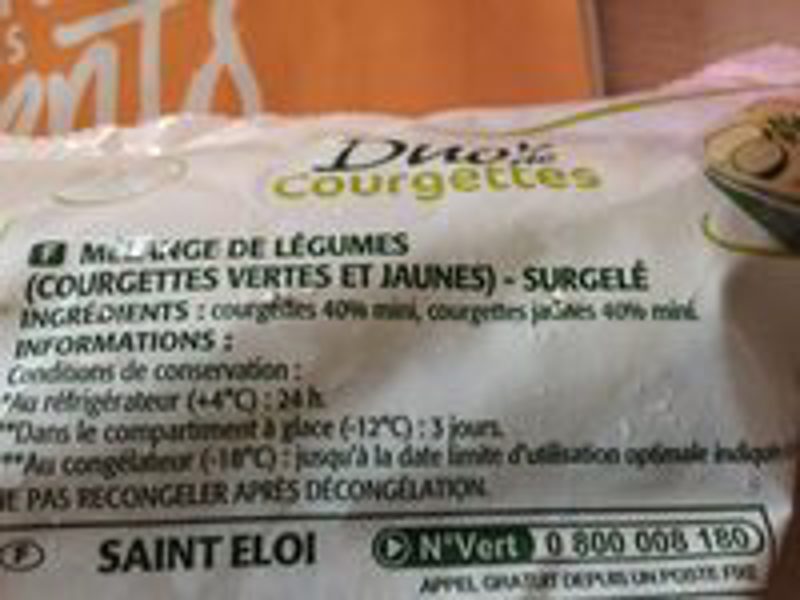 S
Duo de
courgettes
F MÉLANGE DE LÉGUMES
(COURGETTES VERTES ET JAUNES) - SURGELÉ
INGRÉDIENTS : courgettes 40% mini, courgettes jaunes 40% mini.
INFORMATIONS :
Conditions de conservation :
*Au réfrigérateur (+4°C) : 24 h.
**Dans le compartiment à glace (-12°C) : 3 jours.
**Au congélateur (-18°C) : jusqu'à la date limite d'utilisation optimale indiqué
NE PAS RECONGELER APRÈS DÉCONGÉLATION.
F SAINT ELOI N°Vert 0 800 008 180
APPEL GRATUIT DEPUIS UN POSTE FIXE